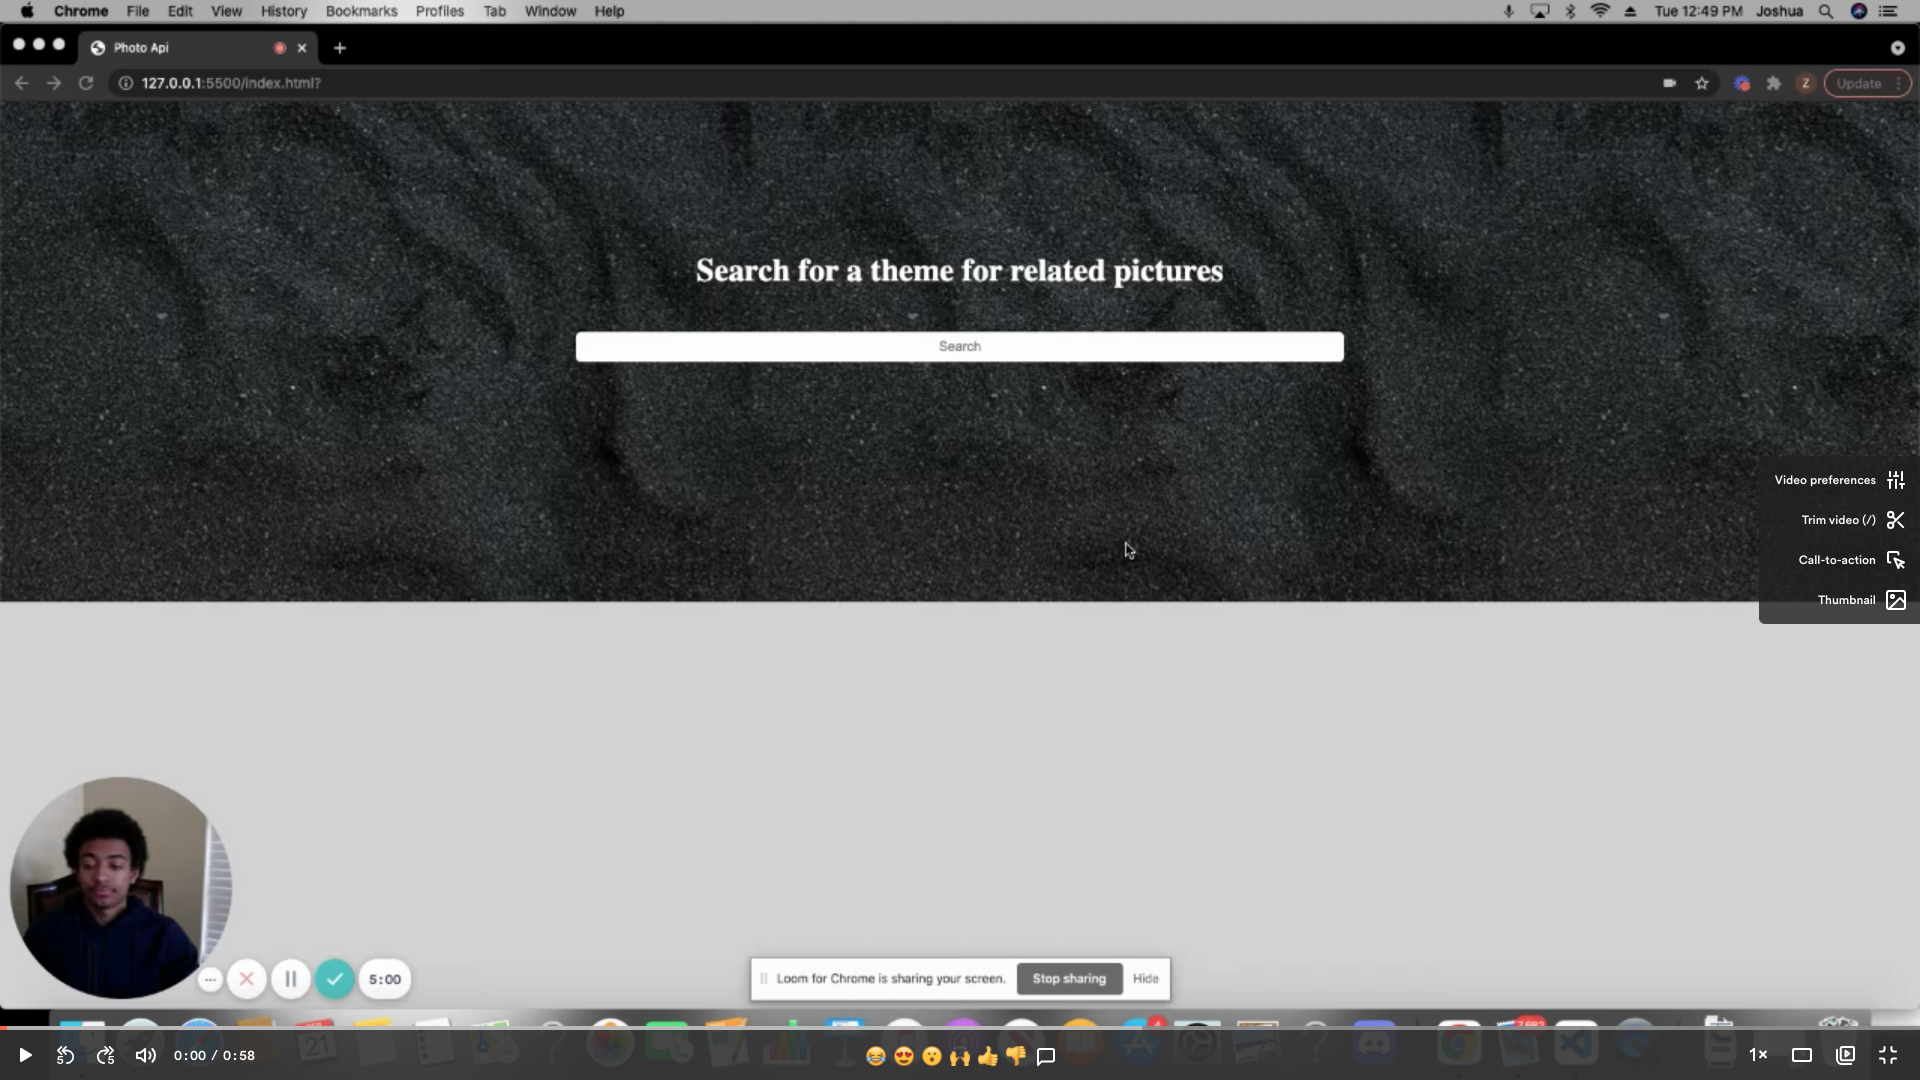 Chrome File Edit View History Bookmarks Profiles Tab Window Help Tue 12:49 PM Joshua
Photo Api
127.0.0.1:5500/index.html? Z Update
Search for a theme for related pictures
Search
Video preferences
Trim video (/)
Call-to-action
Thumbnail
5:00
Loom for Chrome is sharing your screen. Stop sharing Hide
21
0:00 / 0:58 1×